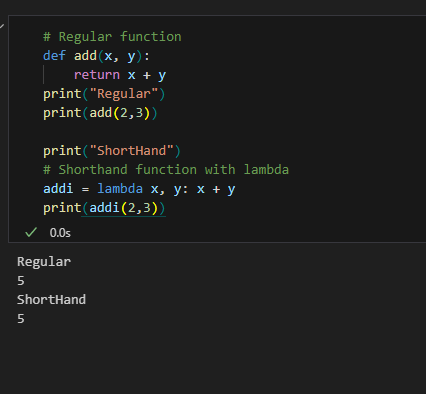 # Regular function
def add(x, y):
    return x + y
print("Regular")
print(add(2,3))

print("ShortHand")
# Shorthand function with lambda
addi = lambda x, y: x + y
print(addi(2,3))
0.0s
Regular
5
ShortHand
5